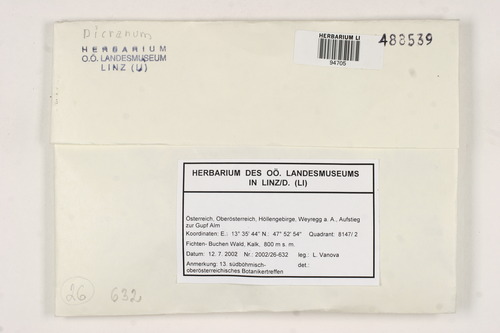 Dicranum
HERBARIUM
O.Ö. LANDESMUSEUM
LINZ (LI)
HERBARIUM LI
94705
488539
HERBARIUM DES OÖ. LANDESMUSEUMS
IN LINZ/D. (LI)
Österreich, Oberösterreich, Höllengebirge, Weyregg a. A., Aufstieg
zur Gupf Alm
Koordinaten: E.: 13° 35' 44" N.: 47° 52' 54" Quadrant: 8147/ 2
Fichten- Buchen Wald, Kalk, 800 m s. m.
Datum: 12. 7. 2002 Nr.: 2002/26-632 leg.: L. Vanova
Anmerkung: 13. südböhmisch- det.:
oberösterreichisches Botanikertreffen
26 632